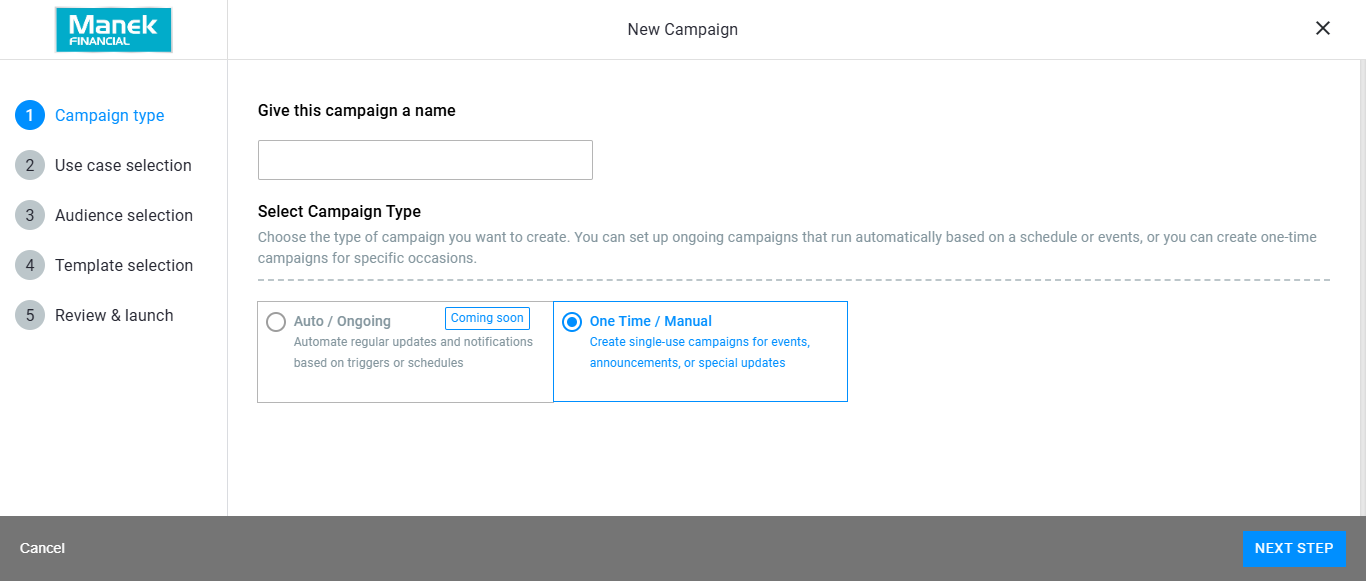 Manek
FINANCIAL
New Campaign
1 Campaign type
2 Use case selection
3 Audience selection
4 Template selection
5 Review & launch
Give this campaign a name
Select Campaign Type
Choose the type of campaign you want to create. You can set up ongoing campaigns that run automatically based on a schedule or events, or you can create one-time
campaigns for specific occasions.
Auto / Ongoing
Coming soon
Automate regular updates and notifications
based on triggers or schedules
One Time / Manual
Create single-use campaigns for events,
announcements, or special updates
Cancel
NEXT STEP